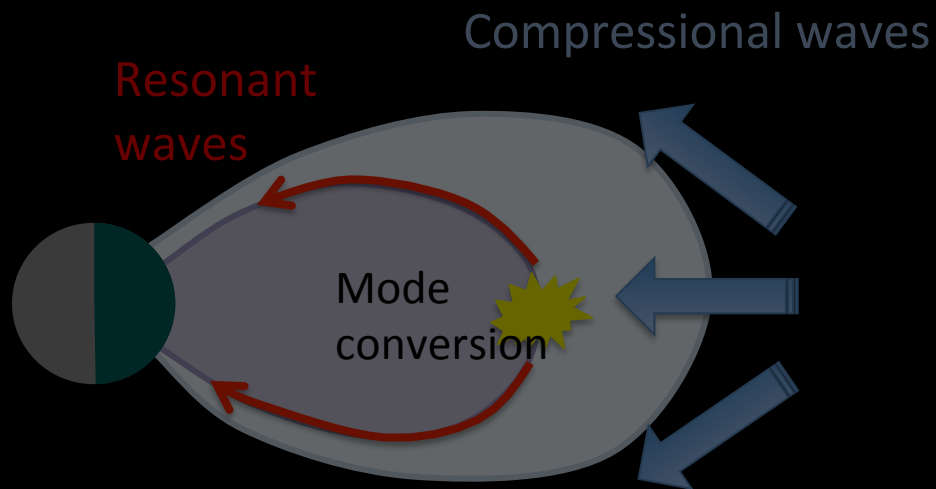 Compressional waves
Resonant
waves
Mode
conversion